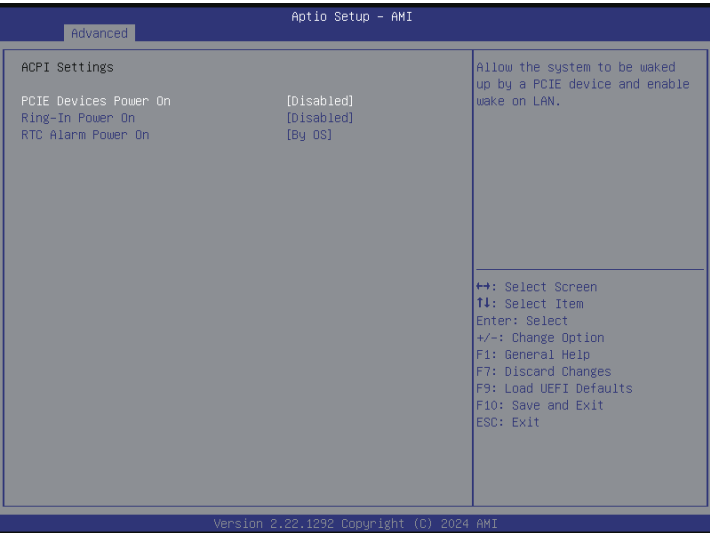 Aptio Setup – AMI
Advanced
ACPI Settings
PCIE Devices Power On [Disabled]
Ring-In Power On [Disabled]
RTC Alarm Power On [By OS]
Allow the system to be waked
up by a PCIE device and enable
wake on LAN.
↔: Select Screen
↑↓: Select Item
Enter: Select
+/-: Change Option
F1: General Help
F7: Discard Changes
F9: Load UEFI Defaults
F10: Save and Exit
ESC: Exit
Version 2.22.1292 Copyright (C) 2024 AMI